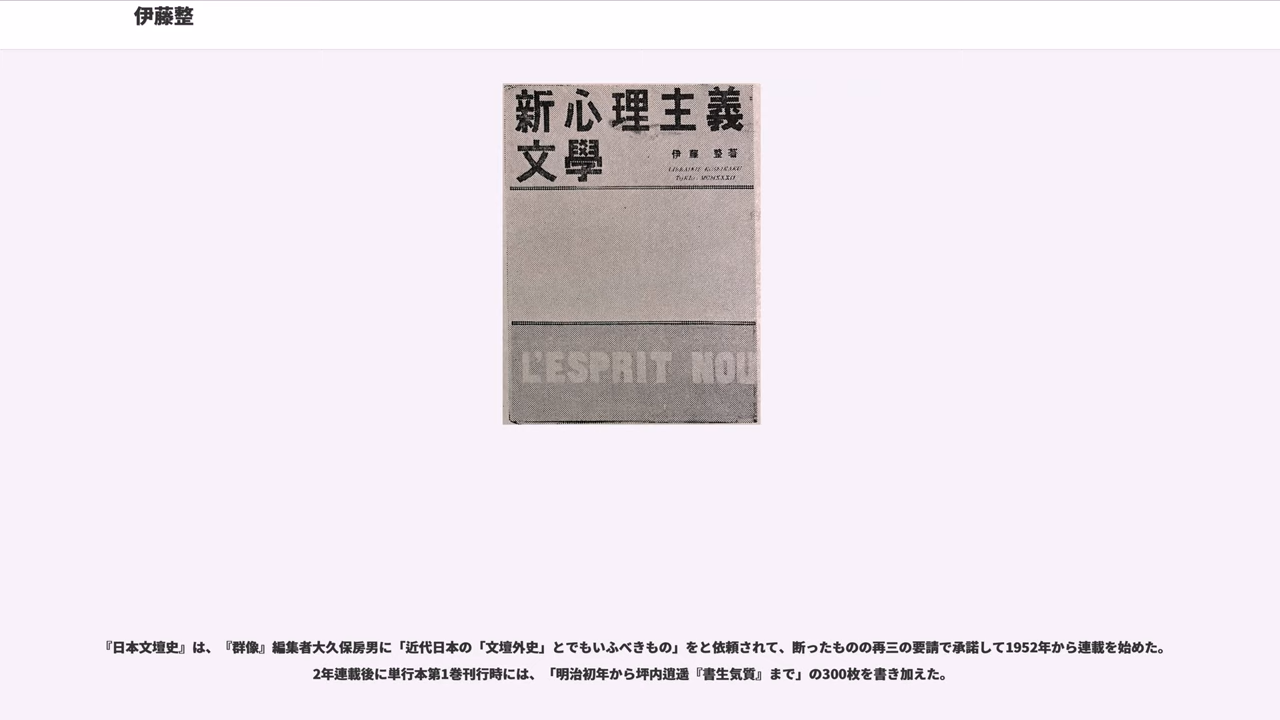 伊藤整
新心理主義
文學
伊藤 整著
TOKIO. MCMXXXII
L'ESPRIT NOU
『日本文壇史』は、『群像』編集者大久保房男に「近代日本の「文壇外史」とでもいふべきもの」をと依頼されて、断ったものの再三の要請で承諾して1952年から連載を始めた。
2年連載後に単行本第1巻刊行時には、「明治初年から坪内逍遥『書生気質』まで」の300枚を書き加えた。